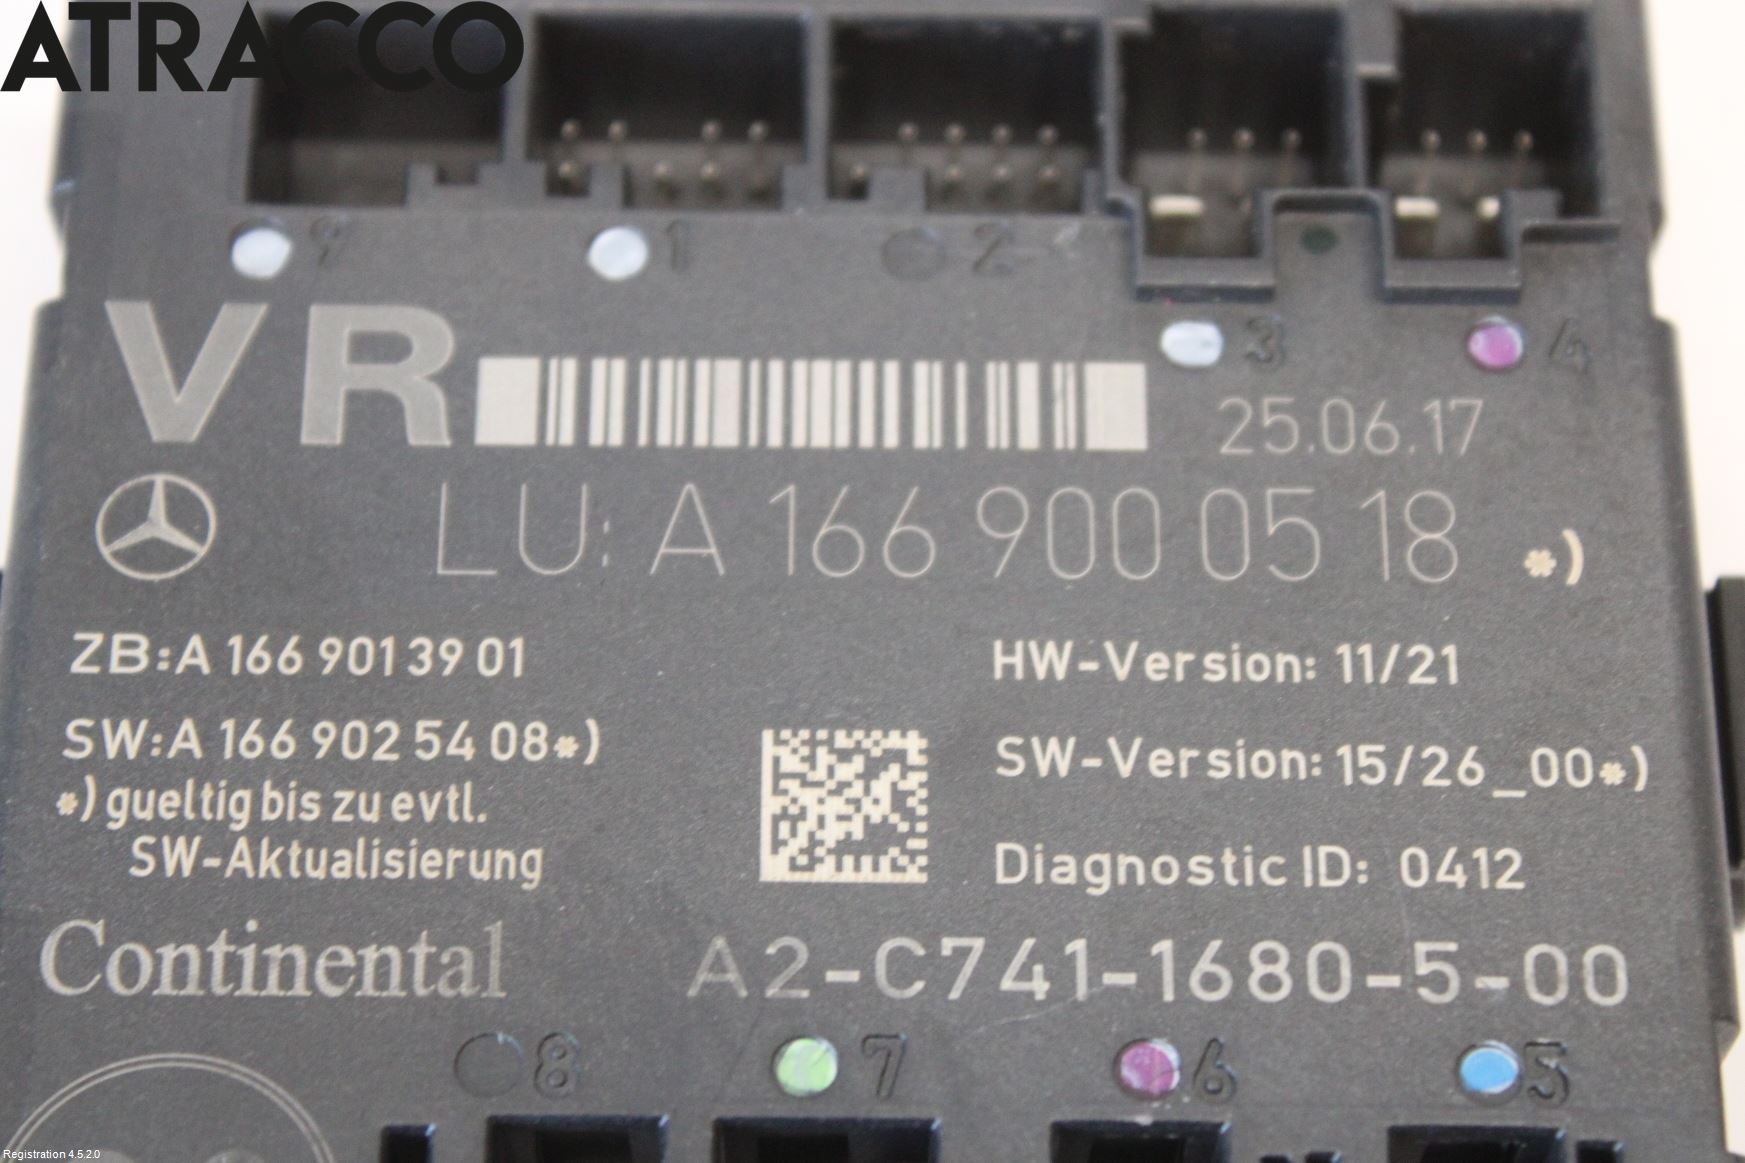 ATRACCO
9 1 2
3 4
VR
25.06.17
LU: A 166 900 05 18 *)
ZB:A 166 901 39 01
HW-Version: 11/21
SW:A 166 902 54 08*)
SW-Version: 15/26_00*)
*) gueltig bis zu evtl.
SW-Aktualisierung
Diagnostic ID: 0412
Continental
A2-C741-1680-5-00
8 7 6 5
Registration 4.5.2.0